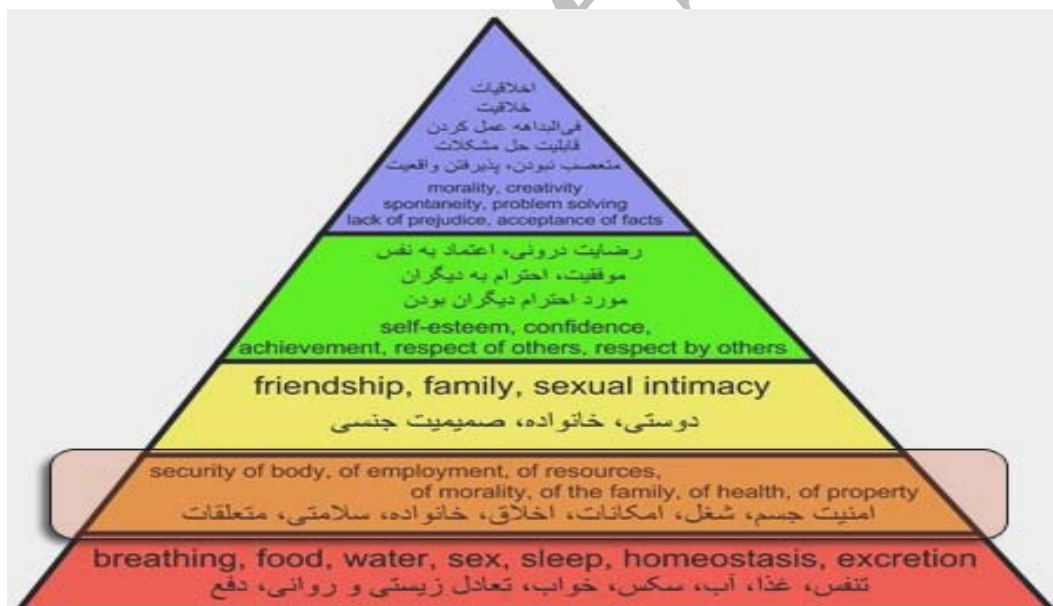 اخلاقیات
خلاقیت
فی‌البداهه عمل کردن
قابلیت حل مشکلات
متعصب نبودن، پذیرفتن واقعیت
morality, creativity
spontaneity, problem solving
lack of prejudice, acceptance of facts
رضایت درونی، اعتماد به نفس
موفقیت، احترام به دیگران
مورد احترام دیگران بودن
self-esteem, confidence,
achievement, respect of others, respect by others
friendship, family, sexual intimacy
دوستی، خانواده، صمیمیت جنسی
security of body, of employment, of resources,
of morality, of the family, of health, of property
امنیت جسم، شغل، امکانات، اخلاق، خانواده، سلامتی، متعلقات
breathing, food, water, sex, sleep, homeostasis, excretion
تنفس، غذا، آب، سکس، خواب، تعادل زیستی و روانی، دفع